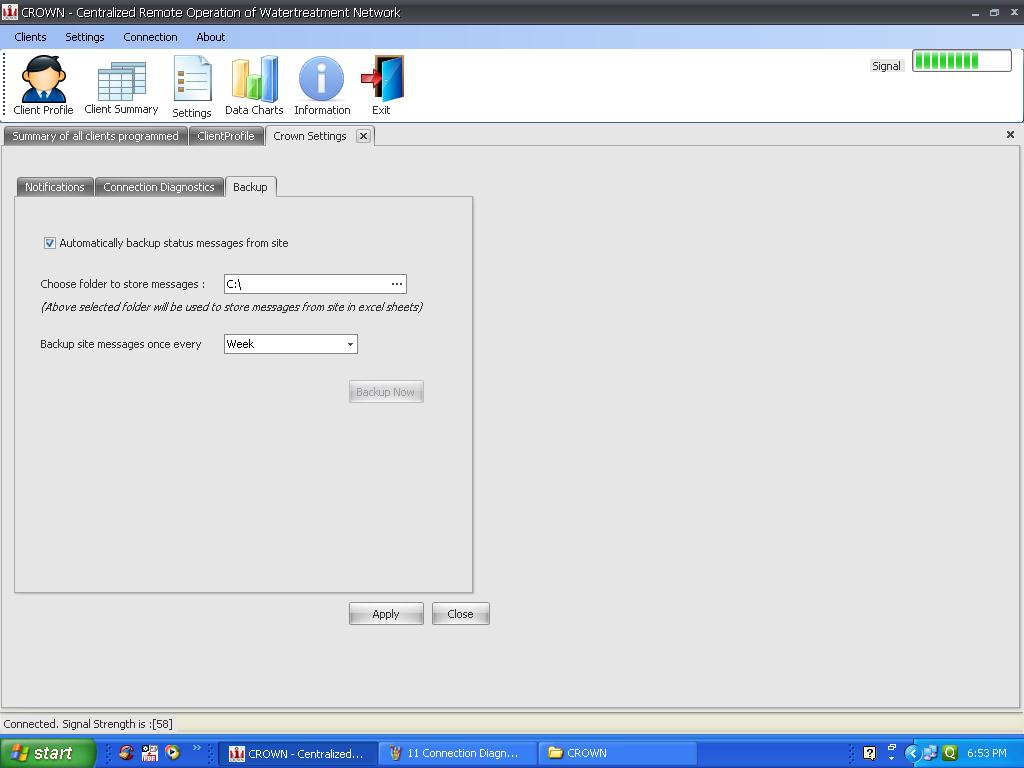 CROWN - Centralized Remote Operation of Watertreatment Network
Clients Settings Connection About
Client Profile Client Summary Settings Data Charts Information Exit
Signal
Summary of all clients programmed ClientProfile Crown Settings
Notifications Connection Diagnostics Backup
Automatically backup status messages from site
Choose folder to store messages : C:\ ...
(Above selected folder will be used to store messages from site in excel sheets)
Backup site messages once every Week
Backup Now
Apply Close
Connected. Signal Strength is :[58]
start CROWN - Centralized... 11 Connection Diagn... CROWN 6:53 PM